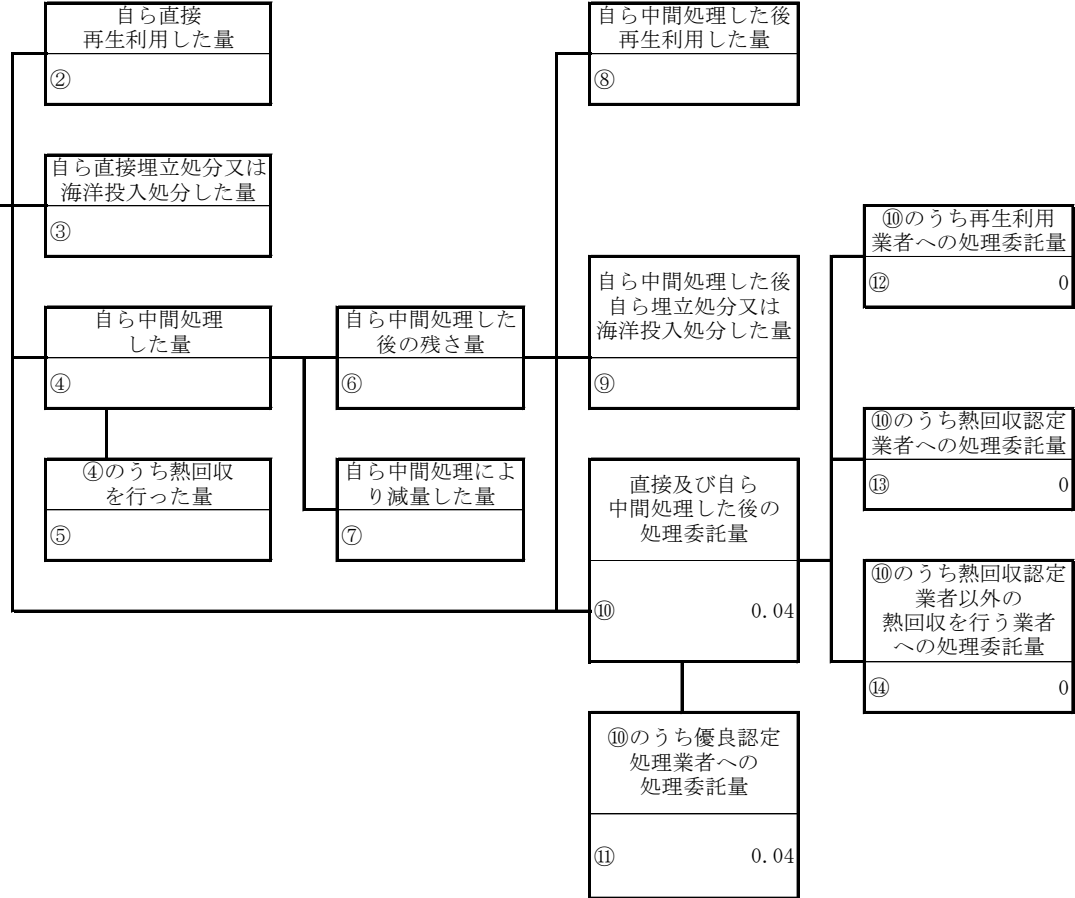 自ら直接
再生利用した量
②
自ら直接埋立処分又は
海洋投入処分した量
③
自ら中間処理
した量
④
④のうち熱回収
を行った量
⑤
自ら中間処理した
後の残さ量
⑥
自ら中間処理によ
り減量した量
⑦
自ら中間処理した後
再生利用した量
⑧
自ら中間処理した後
自ら埋立処分又は
海洋投入処分した量
⑨
直接及び自ら
中間処理した後の
処理委託量
⑩ 0.04
⑩のうち優良認定
処理業者への
処理委託量
⑪ 0.04
⑩のうち再生利用
業者への処理委託量
⑫ 0
⑩のうち熱回収認定
業者への処理委託量
⑬ 0
⑩のうち熱回収認定
業者以外の
熱回収を行う業者
への処理委託量
⑭ 0